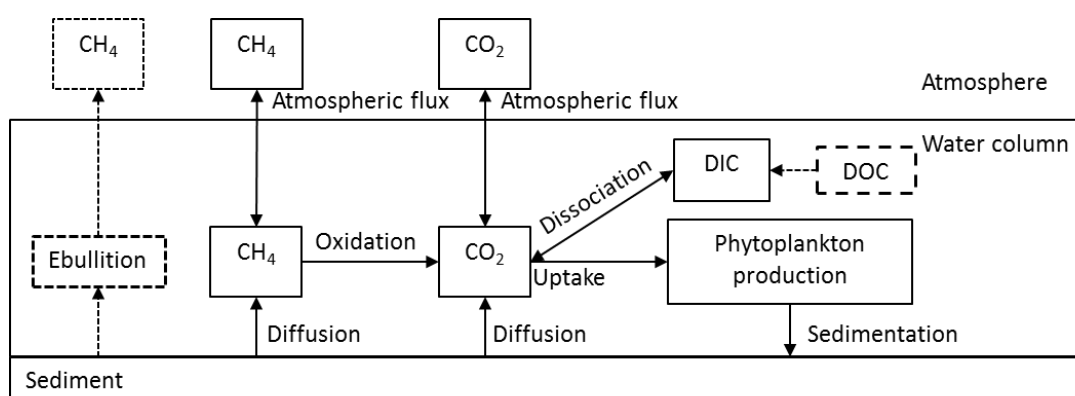 CH₄
CH₄
CO₂
Atmospheric flux
Atmospheric flux
Atmosphere
Water column
DIC
DOC
Dissociation
Ebullition
CH₄
Oxidation
CO₂
Uptake
Phytoplankton
production
Diffusion
Diffusion
Sedimentation
Sediment